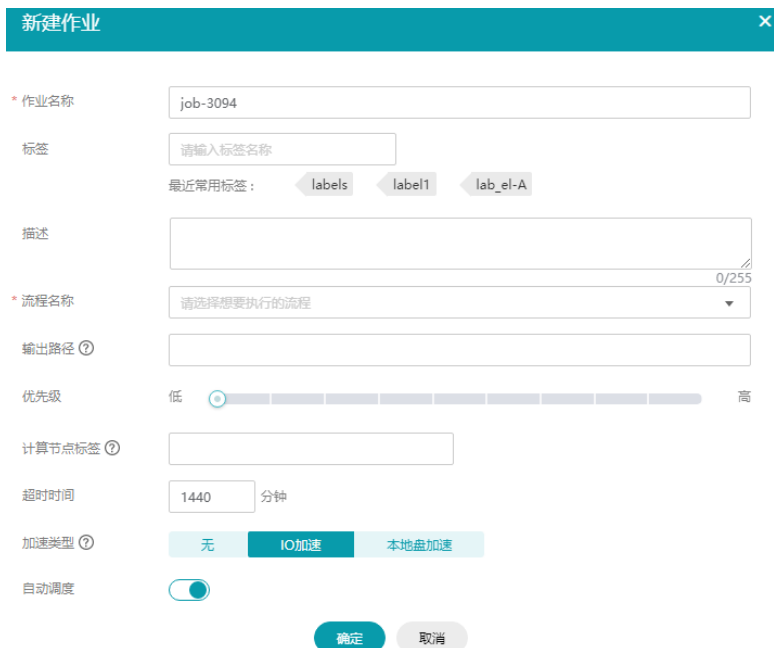 新建作业 ×
* 作业名称 job-3094
标签 请输入标签名称
最近常用标签： labels label1 lab_el-A
描述
0/255
* 流程名称 请选择想要执行的流程
输出路径 ?
优先级 低 高
计算节点标签 ?
超时时间 1440 分钟
加速类型 ? 无 IO加速 本地盘加速
自动调度
确定 取消